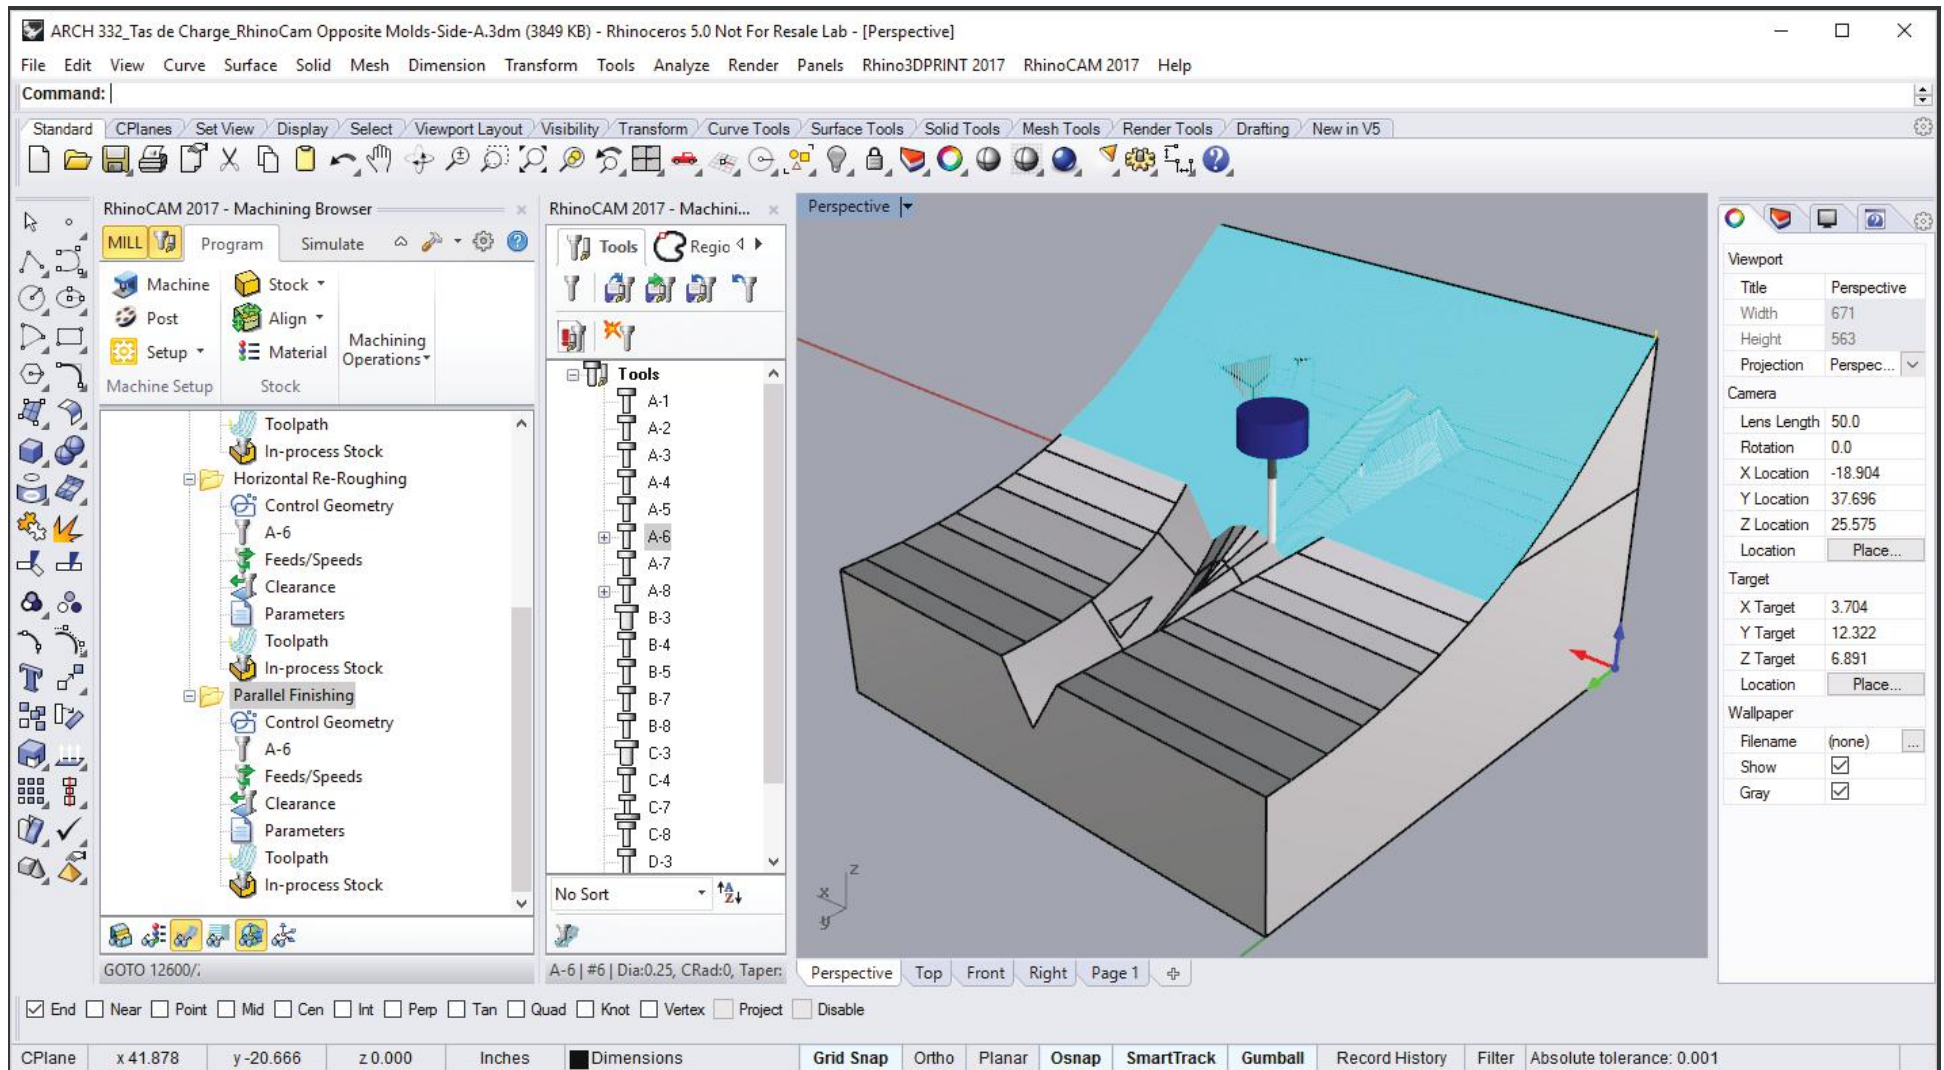 ARCH 332_Tas de Charge_RhinoCam Opposite Molds-Side-A.3dm (3849 KB) - Rhinoceros 5.0 Not For Resale Lab - [Perspective]
File Edit View Curve Surface Solid Mesh Dimension Transform Tools Analyze Render Panels Rhino3DPRINT 2017 RhinoCAM 2017 Help
Command:
Standard CPlanes Set View Display Select Viewport Layout Visibility Transform Curve Tools Surface Tools Solid Tools Mesh Tools Render Tools Drafting New in V5
RhinoCAM 2017 - Machining Browser
MILL Program Simulate
Machine Stock
Post Align
Setup Material
Machining
Operations
Machine Setup Stock
Toolpath
In-process Stock
Horizontal Re-Roughing
Control Geometry
A-6
Feeds/Speeds
Clearance
Parameters
Toolpath
In-process Stock
Parallel Finishing
Control Geometry
A-6
Feeds/Speeds
Clearance
Parameters
Toolpath
In-process Stock
GOTO 12600/
RhinoCAM 2017 - Machini...
Tools Regio
Tools
A-1
A-2
A-3
A-4
A-5
A-6
A-7
A-8
B-3
B-4
B-5
B-7
B-8
C-3
C-4
C-7
C-8
D-3
No Sort
A-6 | #6 | Dia:0.25, CRad:0, Taper:
Perspective
z
x
y
Perspective Top Front Right Page 1
Viewport
Title Perspective
Width 671
Height 563
Projection Perspec...
Camera
Lens Length 50.0
Rotation 0.0
X Location -18.904
Y Location 37.696
Z Location 25.575
Location Place...
Target
X Target 3.704
Y Target 12.322
Z Target 6.891
Location Place...
Wallpaper
Filename (none) ...
Show
Gray
End Near Point Mid Cen Int Perp Tan Quad Knot Vertex Project Disable
CPlane x 41.878 y -20.666 z 0.000 Inches Dimensions Grid Snap Ortho Planar Osnap SmartTrack Gumball Record History Filter Absolute tolerance: 0.001